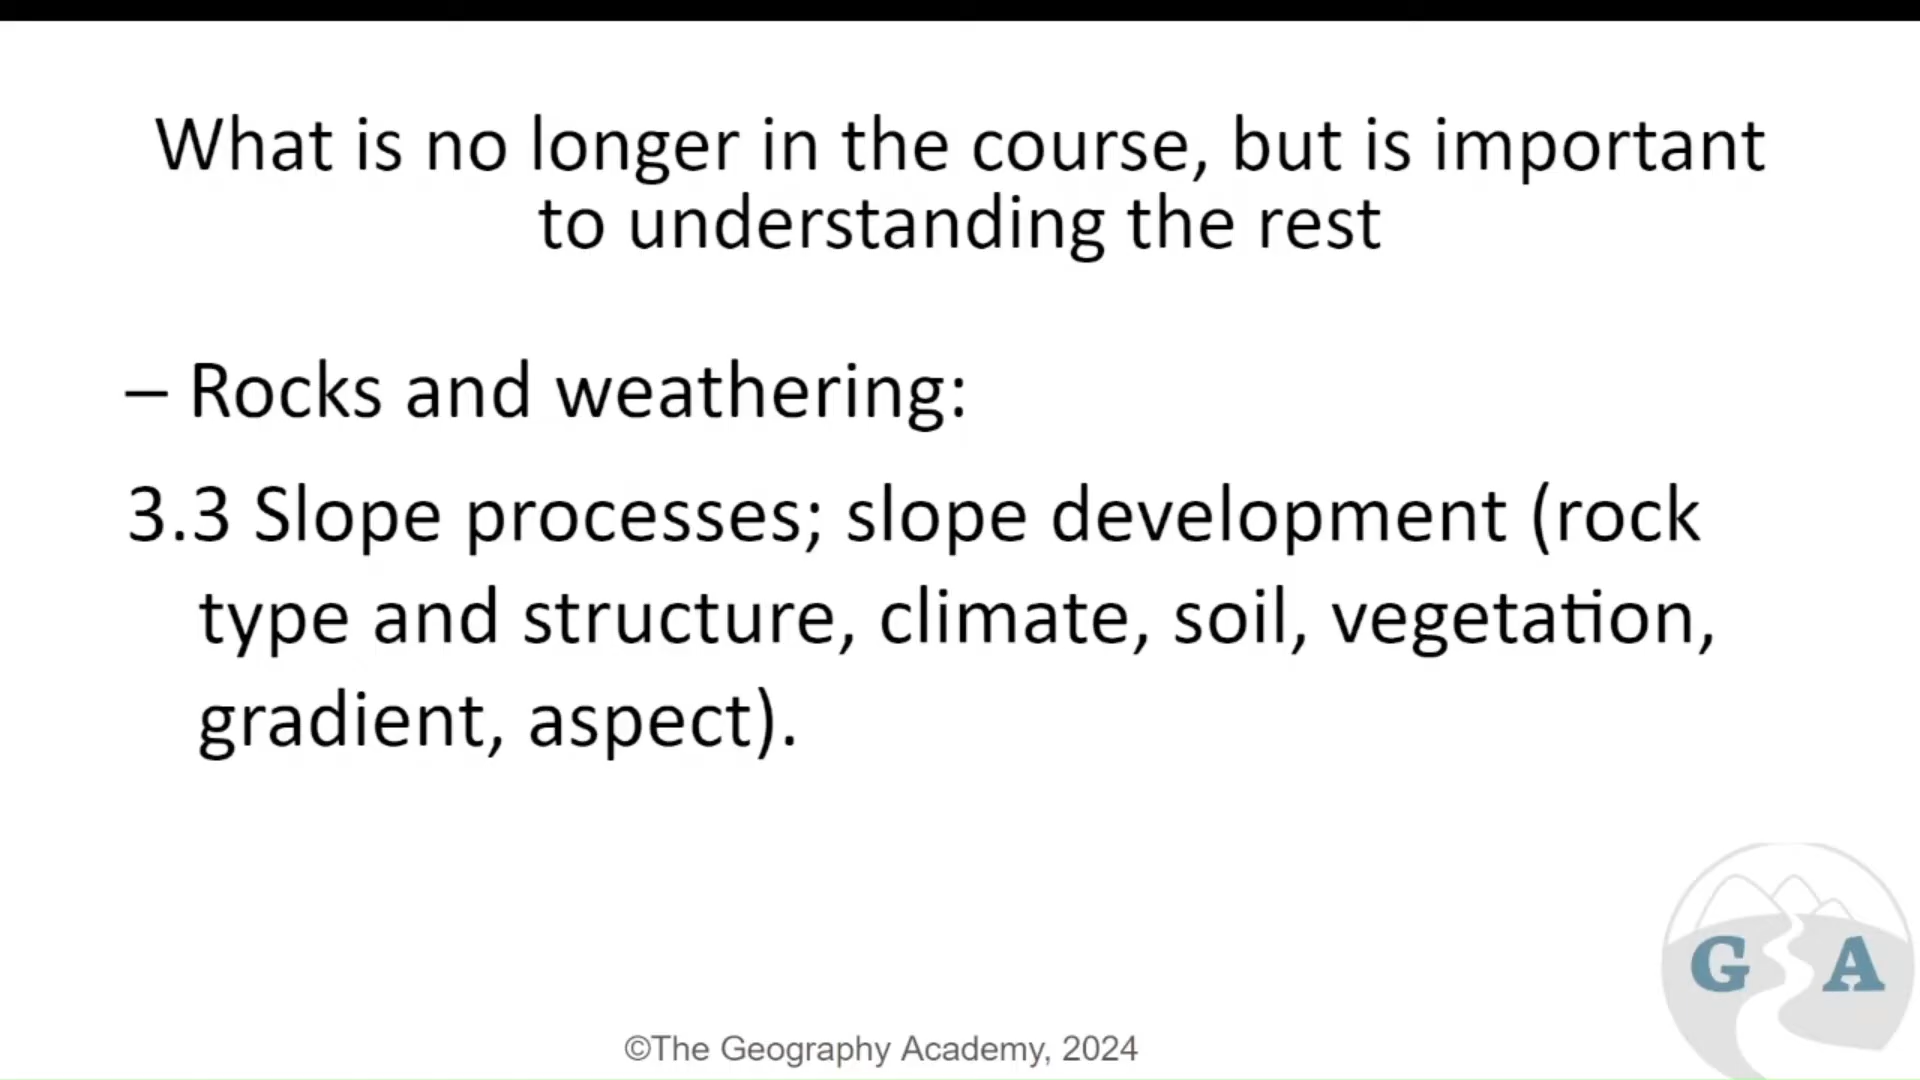 What is no longer in the course, but is important
to understanding the rest
– Rocks and weathering:
3.3 Slope processes; slope development (rock
type and structure, climate, soil, vegetation,
gradient, aspect).
G A
©The Geography Academy, 2024